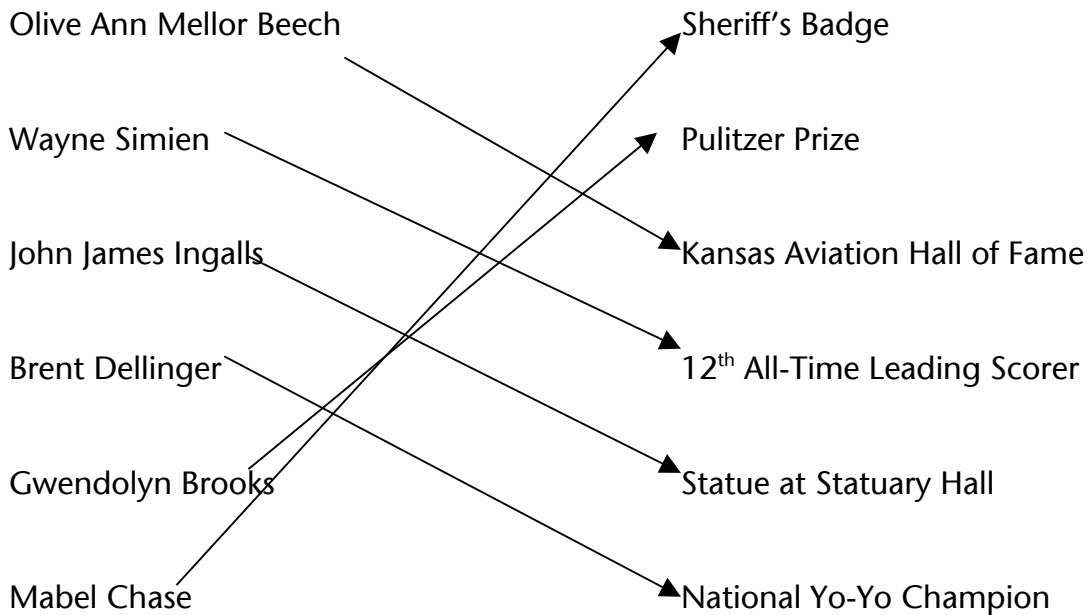 Olive Ann Mellor Beech Sheriff’s Badge
Wayne Simien Pulitzer Prize
John James Ingalls Kansas Aviation Hall of Fame
Brent Dellinger 12th All-Time Leading Scorer
Gwendolyn Brooks Statue at Statuary Hall
Mabel Chase National Yo-Yo Champion